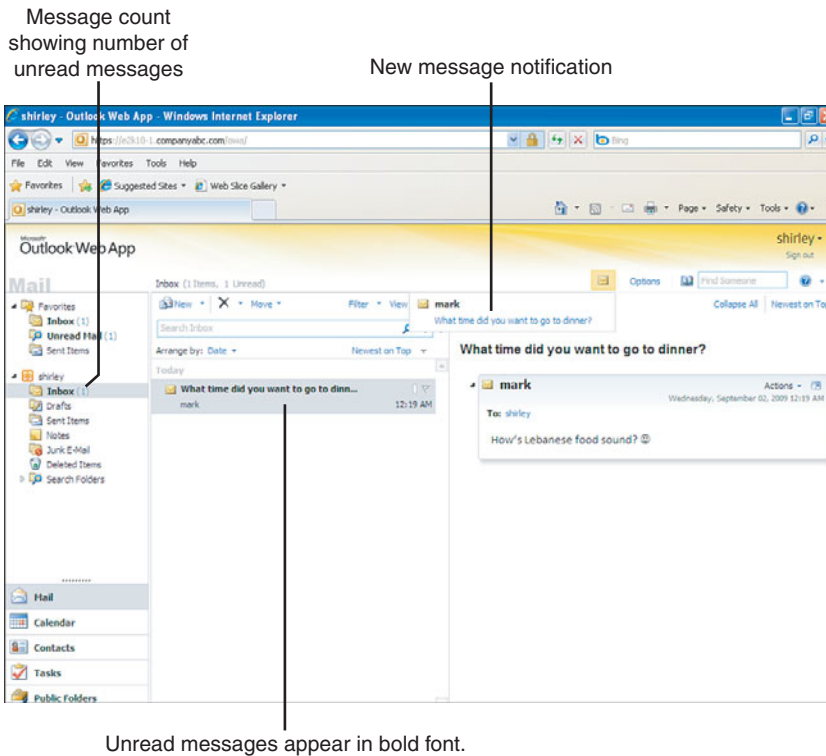 Message count
showing number of
unread messages
New message notification
shirley - Outlook Web App - Windows Internet Explorer
https://e2k10-1.companyabc.com/owa/
Bing
File Edit View Favorites Tools Help
Favorites Suggested Sites Web Slice Gallery
shirley - Outlook Web App
Page Safety Tools
Microsoft
Outlook Web App
shirley
Sign out
Mail
Inbox (1 Items, 1 Unread)
Options
Find Someone
Favorites
Inbox (1)
Unread Mail (1)
Sent Items
shirley
Inbox (1)
Drafts
Sent Items
Notes
Junk E-Mail
Deleted Items
Search Folders
Mail
Calendar
Contacts
Tasks
Public Folders
New Move Filter View
Search Inbox
Arrange by: Date Newest on Top
Today
What time did you want to go to dinn...
mark 12:19 AM
mark
What time did you want to go to dinner?
Collapse All Newest on To
What time did you want to go to dinner?
mark
Actions
Wednesday, September 02, 2009 12:19 AM
To: shirley
How's Lebanese food sound? ☺
Unread messages appear in bold font.